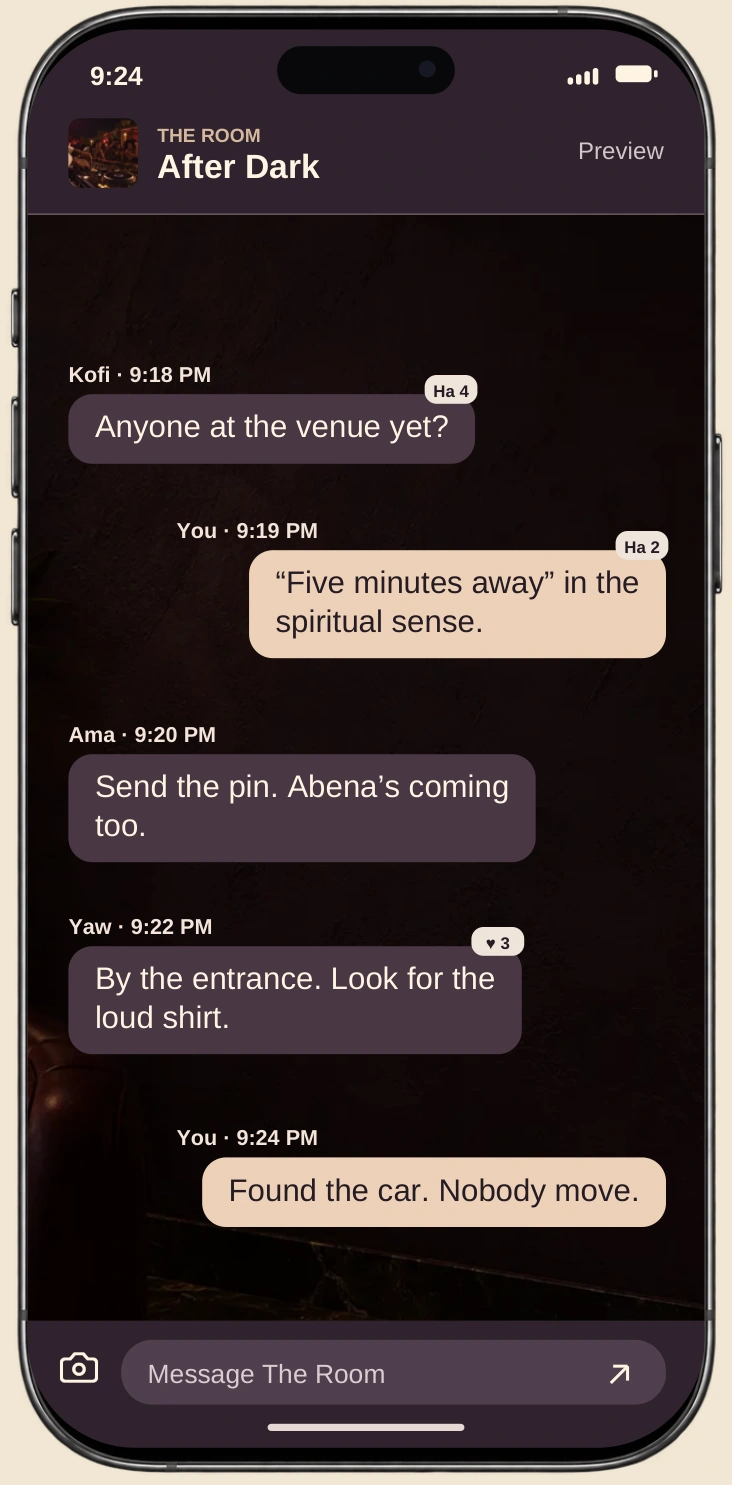 9:24
THE ROOM
After Dark
Preview
Kofi · 9:18 PM
Ha 4
Anyone at the venue yet?
You · 9:19 PM
Ha 2
“Five minutes away” in the
spiritual sense.
Ama · 9:20 PM
Send the pin. Abena’s coming
too.
Yaw · 9:22 PM
♥ 3
By the entrance. Look for the
loud shirt.
You · 9:24 PM
Found the car. Nobody move.
Message The Room